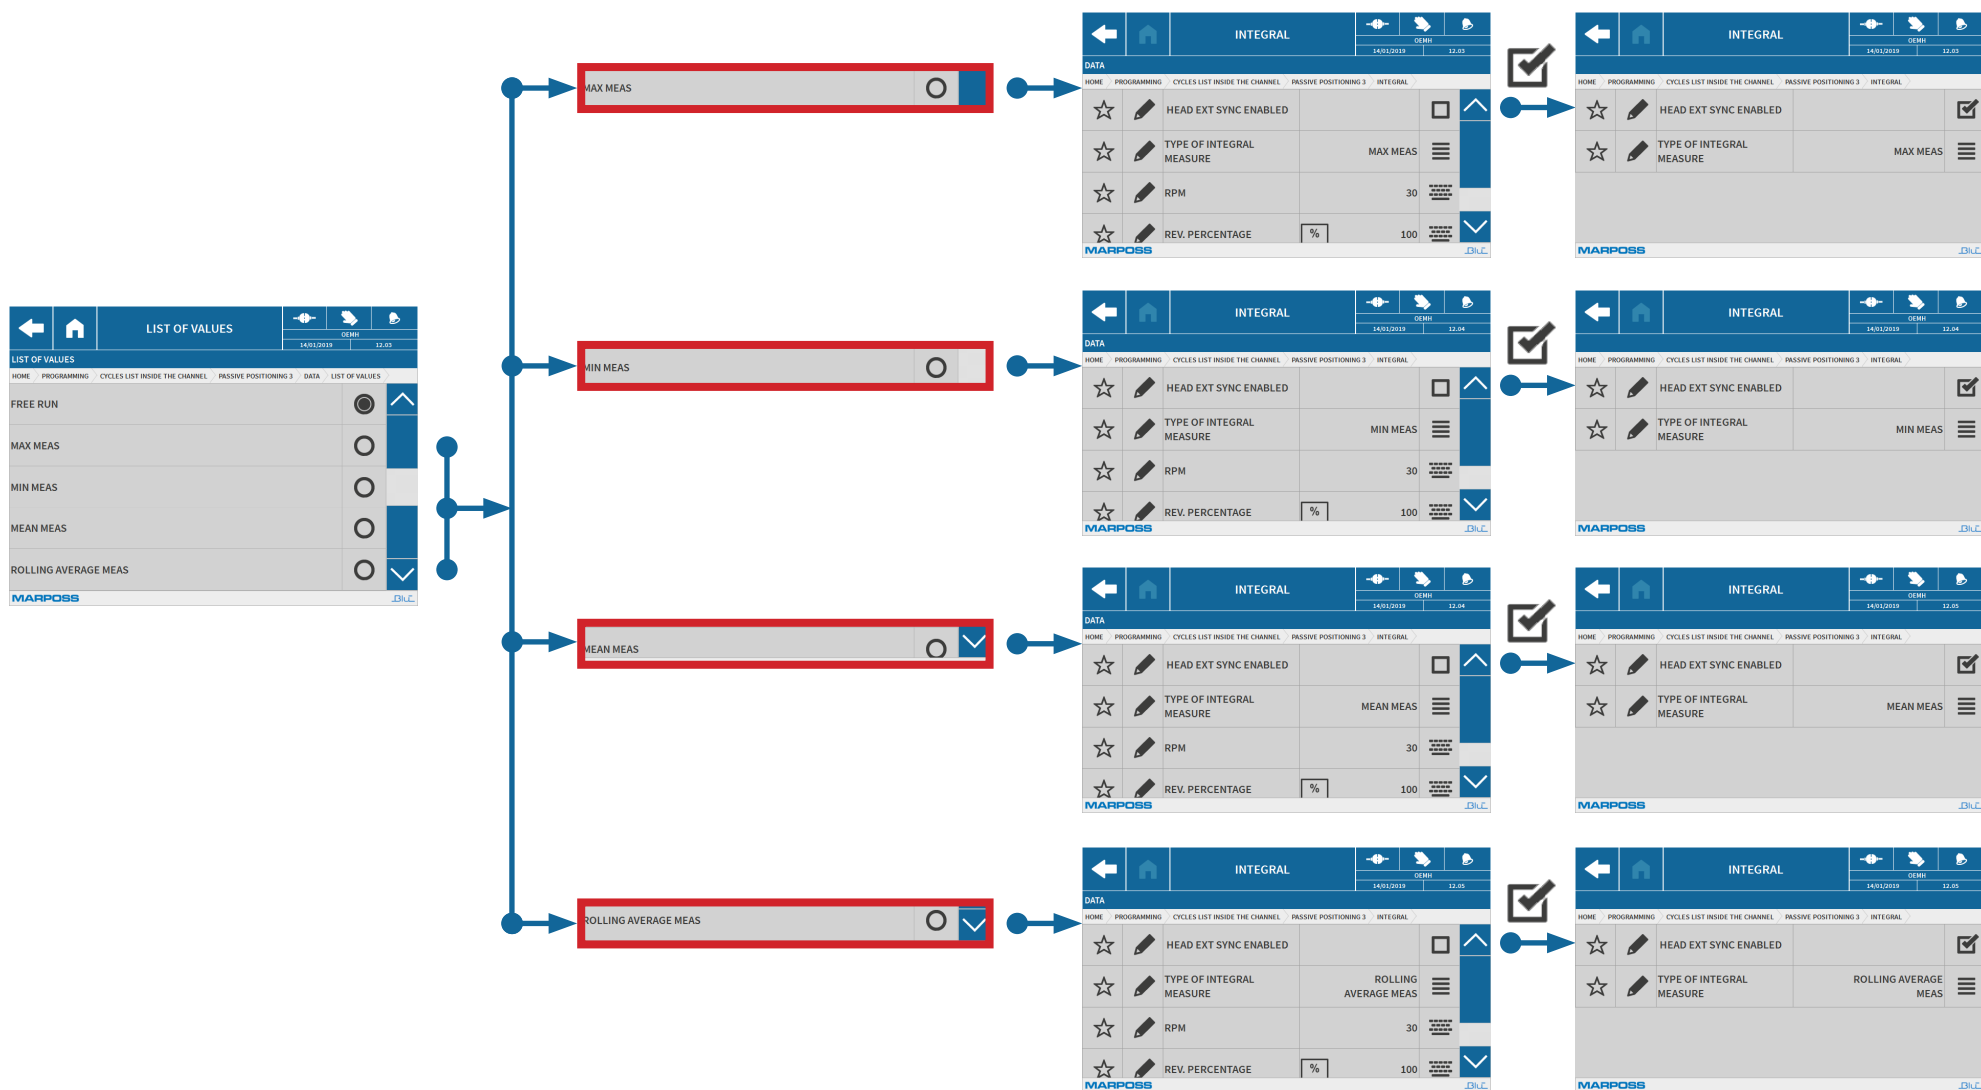 LIST OF VALUES
OEMH
14/01/2019 12.03
LIST OF VALUES
HOME PROGRAMMING CYCLES LIST INSIDE THE CHANNEL PASSIVE POSITIONING 3 DATA LIST OF VALUES
FREE RUN
MAX MEAS
MIN MEAS
MEAN MEAS
ROLLING AVERAGE MEAS
MARPOSS BLÚ
MAX MEAS
INTEGRAL
OEMH
14/01/2019 12.03
DATA
HOME PROGRAMMING CYCLES LIST INSIDE THE CHANNEL PASSIVE POSITIONING 3 INTEGRAL
HEAD EXT SYNC ENABLED
TYPE OF INTEGRAL
MEASURE
MAX MEAS
RPM 30
REV. PERCENTAGE % 100
MARPOSS BLÚ
INTEGRAL
OEMH
14/01/2019 12.03
HOME PROGRAMMING CYCLES LIST INSIDE THE CHANNEL PASSIVE POSITIONING 3 INTEGRAL
HEAD EXT SYNC ENABLED
TYPE OF INTEGRAL
MEASURE
MAX MEAS
MARPOSS BLÚ
MIN MEAS
INTEGRAL
OEMH
14/01/2019 12.04
DATA
HOME PROGRAMMING CYCLES LIST INSIDE THE CHANNEL PASSIVE POSITIONING 3 INTEGRAL
HEAD EXT SYNC ENABLED
TYPE OF INTEGRAL
MEASURE
MIN MEAS
RPM 30
REV. PERCENTAGE % 100
MARPOSS BLÚ
INTEGRAL
OEMH
14/01/2019 12.04
HOME PROGRAMMING CYCLES LIST INSIDE THE CHANNEL PASSIVE POSITIONING 3 INTEGRAL
HEAD EXT SYNC ENABLED
TYPE OF INTEGRAL
MEASURE
MIN MEAS
MARPOSS BLÚ
MEAN MEAS
INTEGRAL
OEMH
14/01/2019 12.04
DATA
HOME PROGRAMMING CYCLES LIST INSIDE THE CHANNEL PASSIVE POSITIONING 3 INTEGRAL
HEAD EXT SYNC ENABLED
TYPE OF INTEGRAL
MEASURE
MEAN MEAS
RPM 30
REV. PERCENTAGE % 100
MARPOSS BLÚ
INTEGRAL
OEMH
14/01/2019 12.05
HOME PROGRAMMING CYCLES LIST INSIDE THE CHANNEL PASSIVE POSITIONING 3 INTEGRAL
HEAD EXT SYNC ENABLED
TYPE OF INTEGRAL
MEASURE
MEAN MEAS
MARPOSS BLÚ
ROLLING AVERAGE MEAS
INTEGRAL
OEMH
14/01/2019 12.05
DATA
HOME PROGRAMMING CYCLES LIST INSIDE THE CHANNEL PASSIVE POSITIONING 3 INTEGRAL
HEAD EXT SYNC ENABLED
TYPE OF INTEGRAL
MEASURE
ROLLING
AVERAGE MEAS
RPM 30
REV. PERCENTAGE % 100
MARPOSS BLÚ
INTEGRAL
OEMH
14/01/2019 12.05
HOME PROGRAMMING CYCLES LIST INSIDE THE CHANNEL PASSIVE POSITIONING 3 INTEGRAL
HEAD EXT SYNC ENABLED
TYPE OF INTEGRAL
MEASURE
ROLLING AVERAGE
MEAS
MARPOSS BLÚ